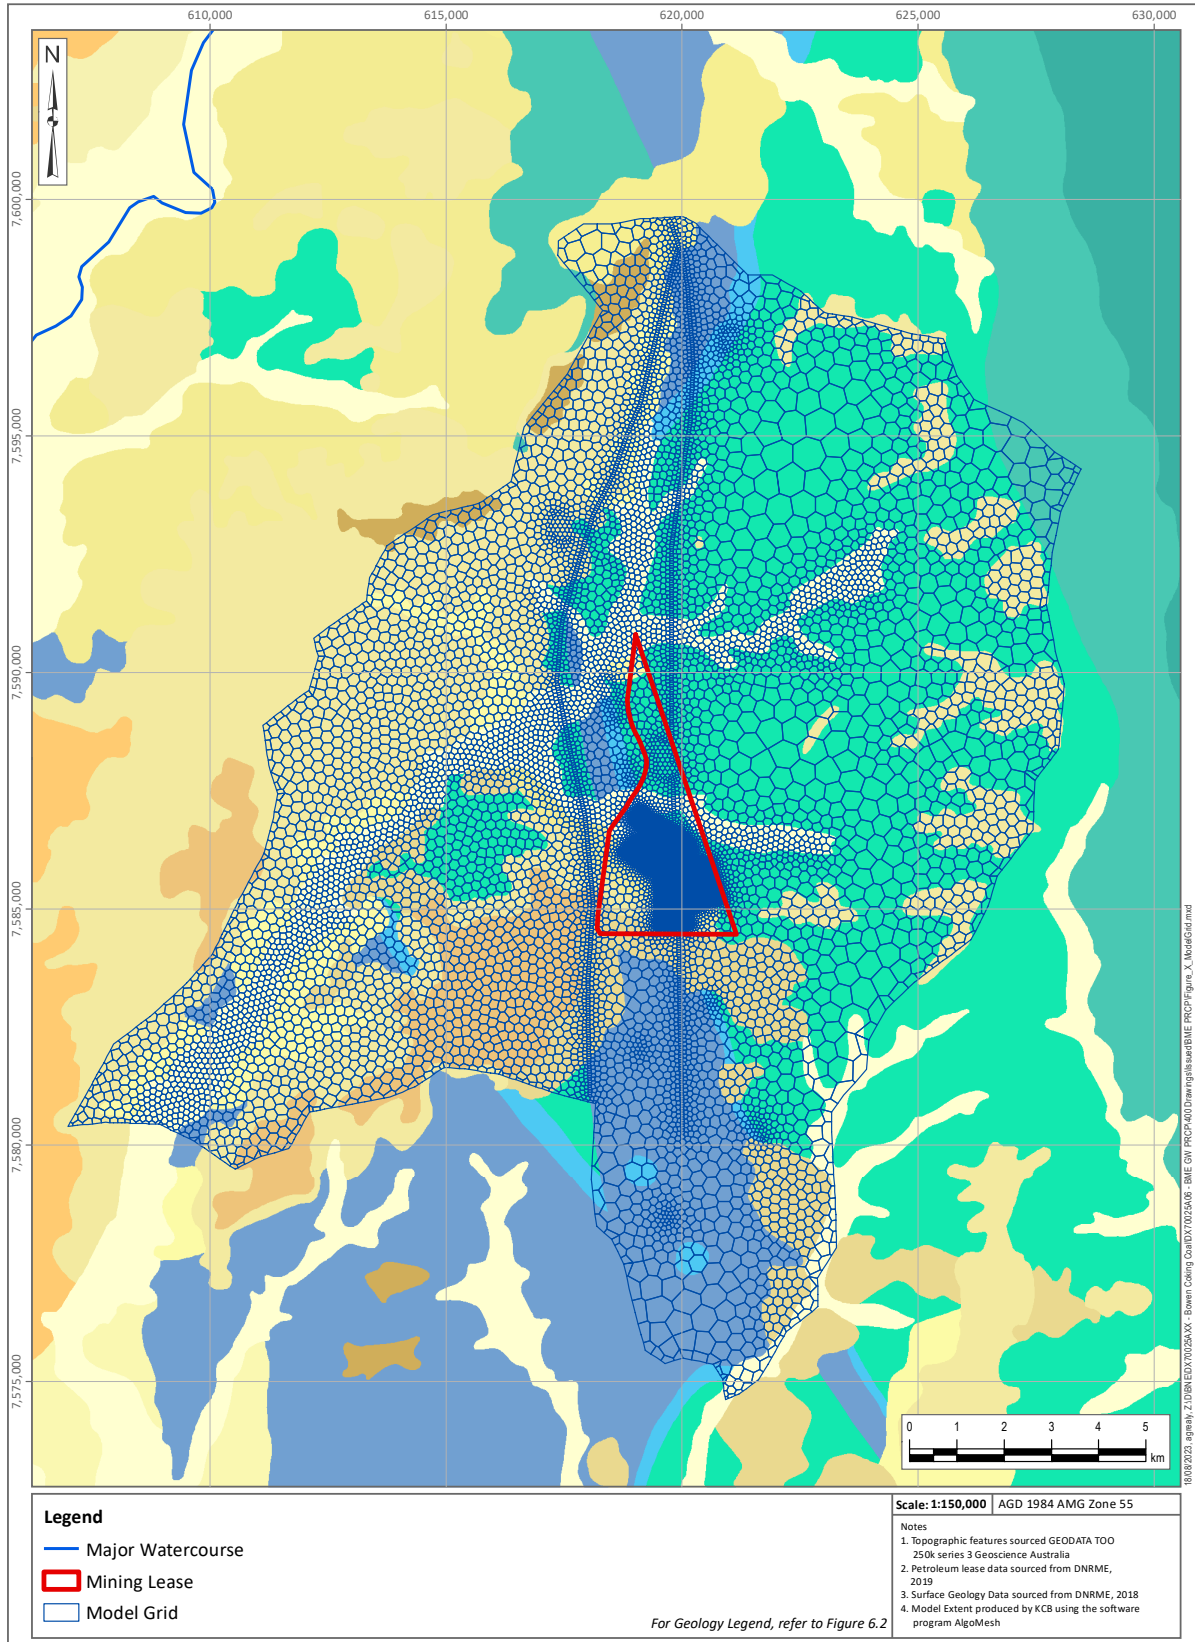 610,000 615,000 620,000 625,000 630,000
N
7,600,000
7,595,000
7,590,000
7,585,000
7,580,000
7,575,000
0 1 2 3 4 5
km
Legend
Major Watercourse
Mining Lease
Model Grid
For Geology Legend, refer to Figure 6.2
Scale: 1:150,000 AGD 1984 AMG Zone 55
Notes
1. Topographic features sourced GEODATA TOO
250k series 3 Geoscience Australia
2. Petroleum lease data sourced from DNRME,
2019
3. Surface Geology Data sourced from DNRME, 2018
4. Model Extent produced by KCB using the software
program AlgoMesh